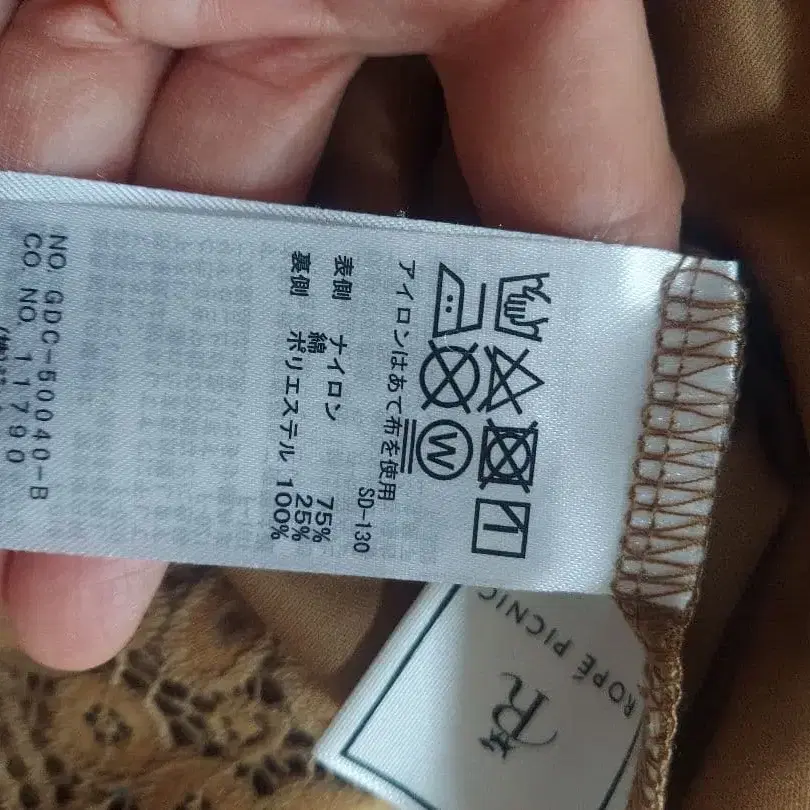 アイロンはあて布を使用
SD-130
表側 ナイロン 75%
綿 25%
裏側 ポリエステル 100%
NO. GDC-50040-B
CO. NO. 11790
W
ROPÉ PICNIC
R